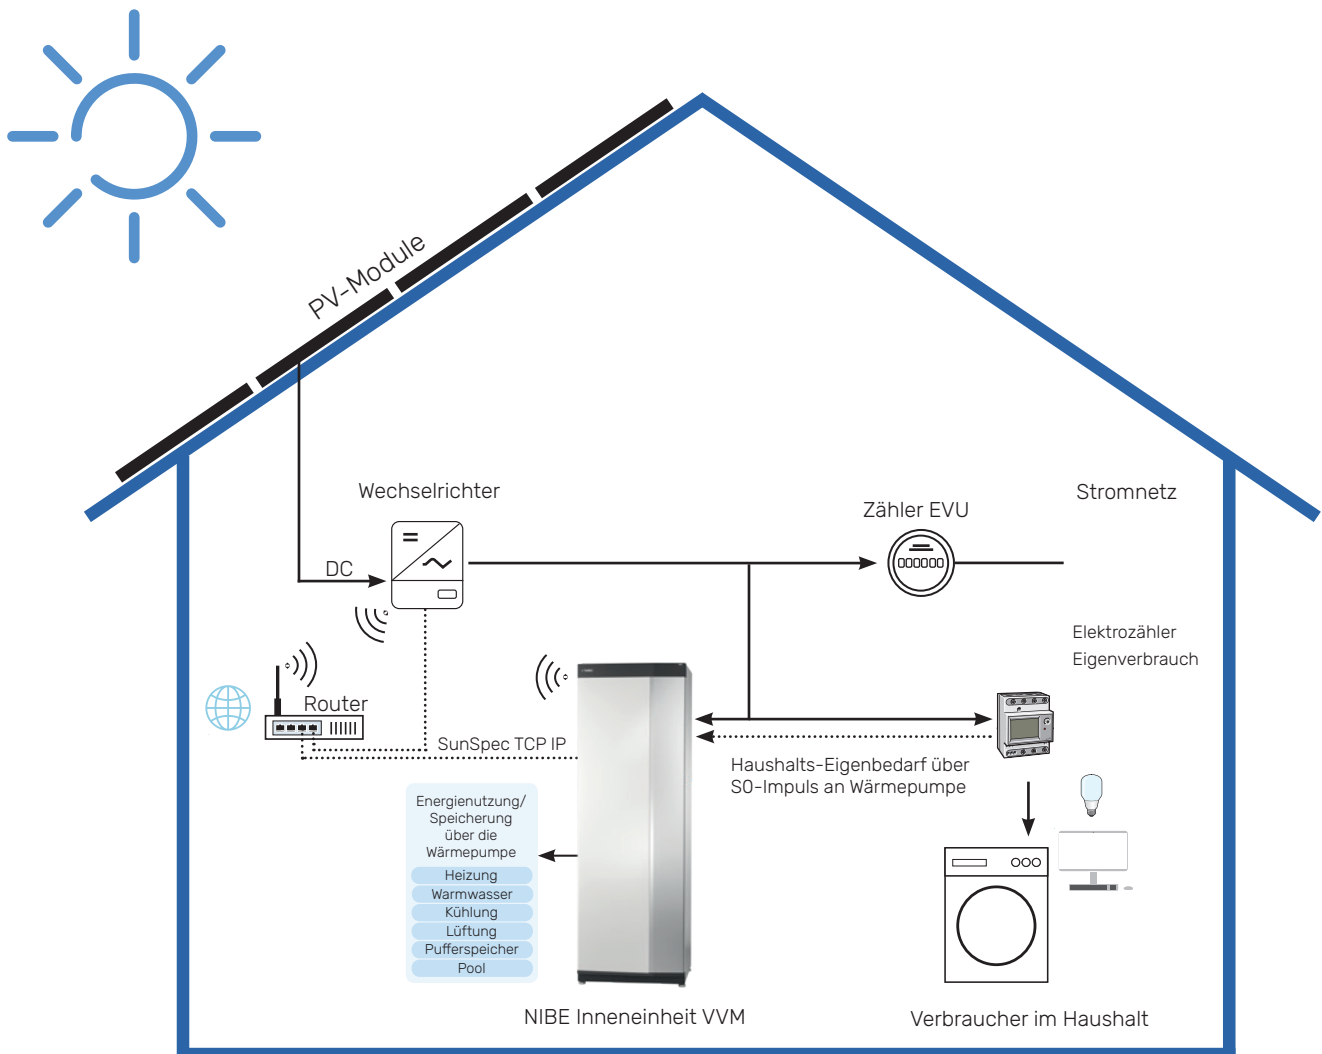 PV-Module
Wechselrichter
Stromnetz
Zähler EVU
DC
Elektrozähler
Eigenverbrauch
Router
SunSpec TCP IP
Haushalts-Eigenbedarf über
S0-Impuls an Wärmepumpe
Energienutzung/
Speicherung
über die
Wärmepumpe
Heizung
Warmwasser
Kühlung
Lüftung
Pufferspeicher
Pool
NIBE Inneneinheit VVM
Verbraucher im Haushalt